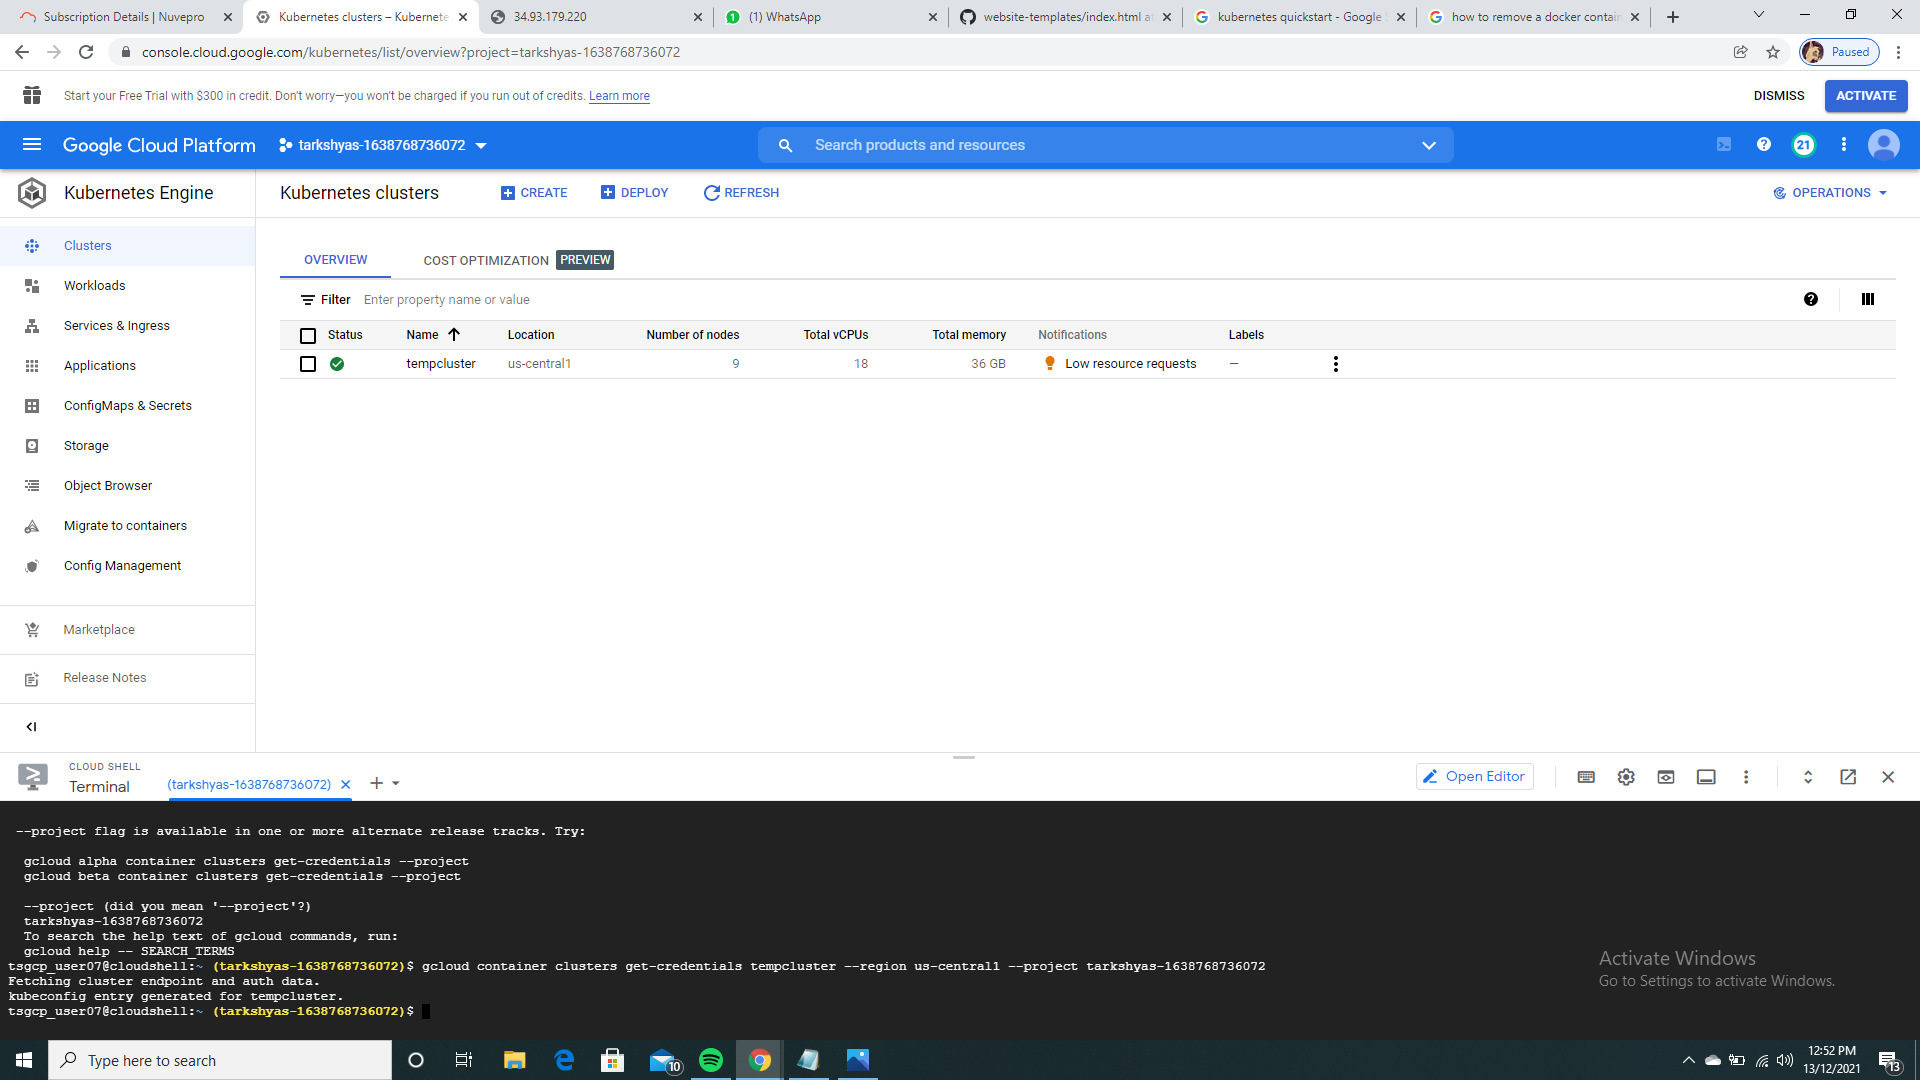 Subscription Details | Nuvepro
Kubernetes clusters – Kubernete
34.93.179.220
(1) WhatsApp
website-templates/index.html at
kubernetes quickstart - Google S
how to remove a docker contain
console.cloud.google.com/kubernetes/list/overview?project=tarkshyas-1638768736072
Paused
Start your Free Trial with $300 in credit. Don't worry—you won't be charged if you run out of credits. Learn more
DISMISS
ACTIVATE
Google Cloud Platform
tarkshyas-1638768736072
Search products and resources
21
Kubernetes Engine
Kubernetes clusters
CREATE
DEPLOY
REFRESH
OPERATIONS
Clusters
Workloads
Services & Ingress
Applications
ConfigMaps & Secrets
Storage
Object Browser
Migrate to containers
Config Management
Marketplace
Release Notes
OVERVIEW
COST OPTIMIZATION PREVIEW
Filter Enter property name or value
Status Name Location Number of nodes Total vCPUs Total memory Notifications Labels
tempcluster us-central1 9 18 36 GB Low resource requests —
CLOUD SHELL
Terminal
(tarkshyas-1638768736072)
Open Editor
--project flag is available in one or more alternate release tracks. Try:
gcloud alpha container clusters get-credentials --project
gcloud beta container clusters get-credentials --project
--project (did you mean '--project'?)
tarkshyas-1638768736072
To search the help text of gcloud commands, run:
gcloud help -- SEARCH_TERMS
tsgcp_user07@cloudshell:~ (tarkshyas-1638768736072)$ gcloud container clusters get-credentials tempcluster --region us-central1 --project tarkshyas-1638768736072
Fetching cluster endpoint and auth data.
kubeconfig entry generated for tempcluster.
tsgcp_user07@cloudshell:~ (tarkshyas-1638768736072)$
Activate Windows
Go to Settings to activate Windows.
Type here to search
10
12:52 PM
13/12/2021
13